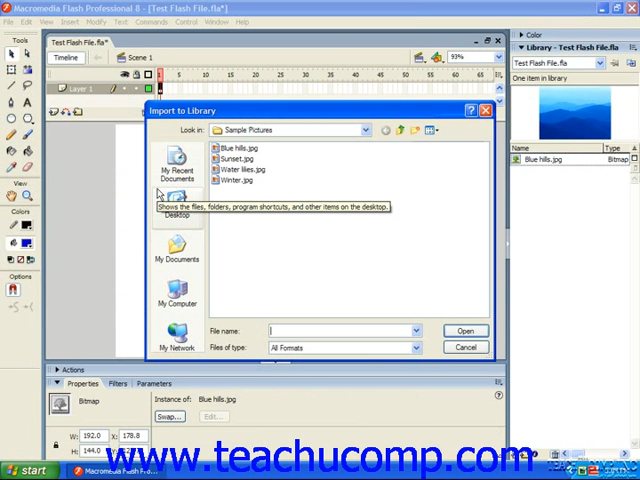 Macromedia Flash Professional 8 - [Test Flash File.fla*]
File Edit View Insert Modify Text Commands Control Window Help
Tools
Test Flash File.fla*
Timeline Scene 1 93%
1 5 10 15 20 25 30 35 40 45 50 55 60 65
Layer 1
View
Colors
Options
Import to Library
Look in: Sample Pictures
My Recent
Documents
Desktop
My Documents
My Computer
My Network
Blue hills.jpg
Sunset.jpg
Water lilies.jpg
Winter.jpg
Shows the files, folders, program shortcuts, and other items on the desktop.
File name: Open
Files of type: All Formats Cancel
Color
Library - Test Flash File.fla
Test Flash File.fla*
One item in library
Name Type
Blue hills.jpg Bitmap
Actions
Properties Filters Parameters
Bitmap Instance of: Blue hills.jpg
Swap... Edit...
W: 192.0 X: 178.8
H: 144.0 Y:
www.teachucomp.com
start Macromedia Flash Pro...